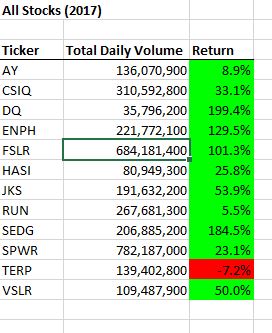 All Stocks (2017)
Ticker Total Daily Volume Return
AY 136,070,900 8.9%
CSIQ 310,592,800 33.1%
DQ 35,796,200 199.4%
ENPH 221,772,100 129.5%
FSLR 684,181,400 101.3%
HASI 80,949,300 25.8%
JKS 191,632,200 53.9%
RUN 267,681,300 5.5%
SEDG 206,885,200 184.5%
SPWR 782,187,000 23.1%
TERP 139,402,800 -7.2%
VSLR 109,487,900 50.0%